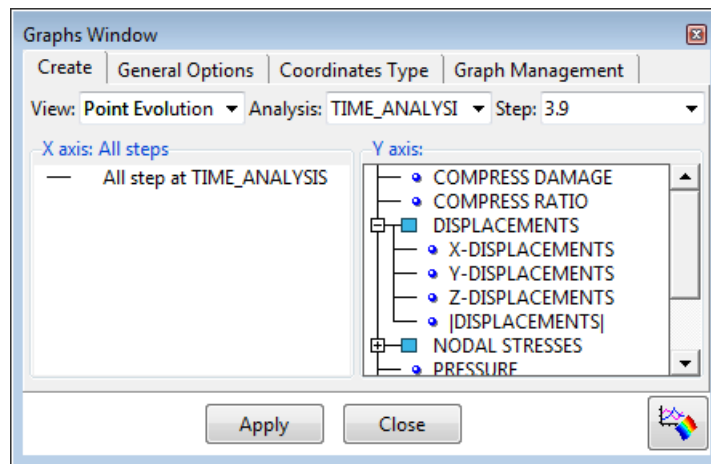 Graphs Window
Create General Options Coordinates Type Graph Management
View: Point Evolution Analysis: TIME_ANALYSI Step: 3.9
X axis: All steps
All step at TIME_ANALYSIS
Y axis:
COMPRESS DAMAGE
COMPRESS RATIO
DISPLACEMENTS
X-DISPLACEMENTS
Y-DISPLACEMENTS
Z-DISPLACEMENTS
|DISPLACEMENTS|
NODAL STRESSES
PRESSURE
Apply Close